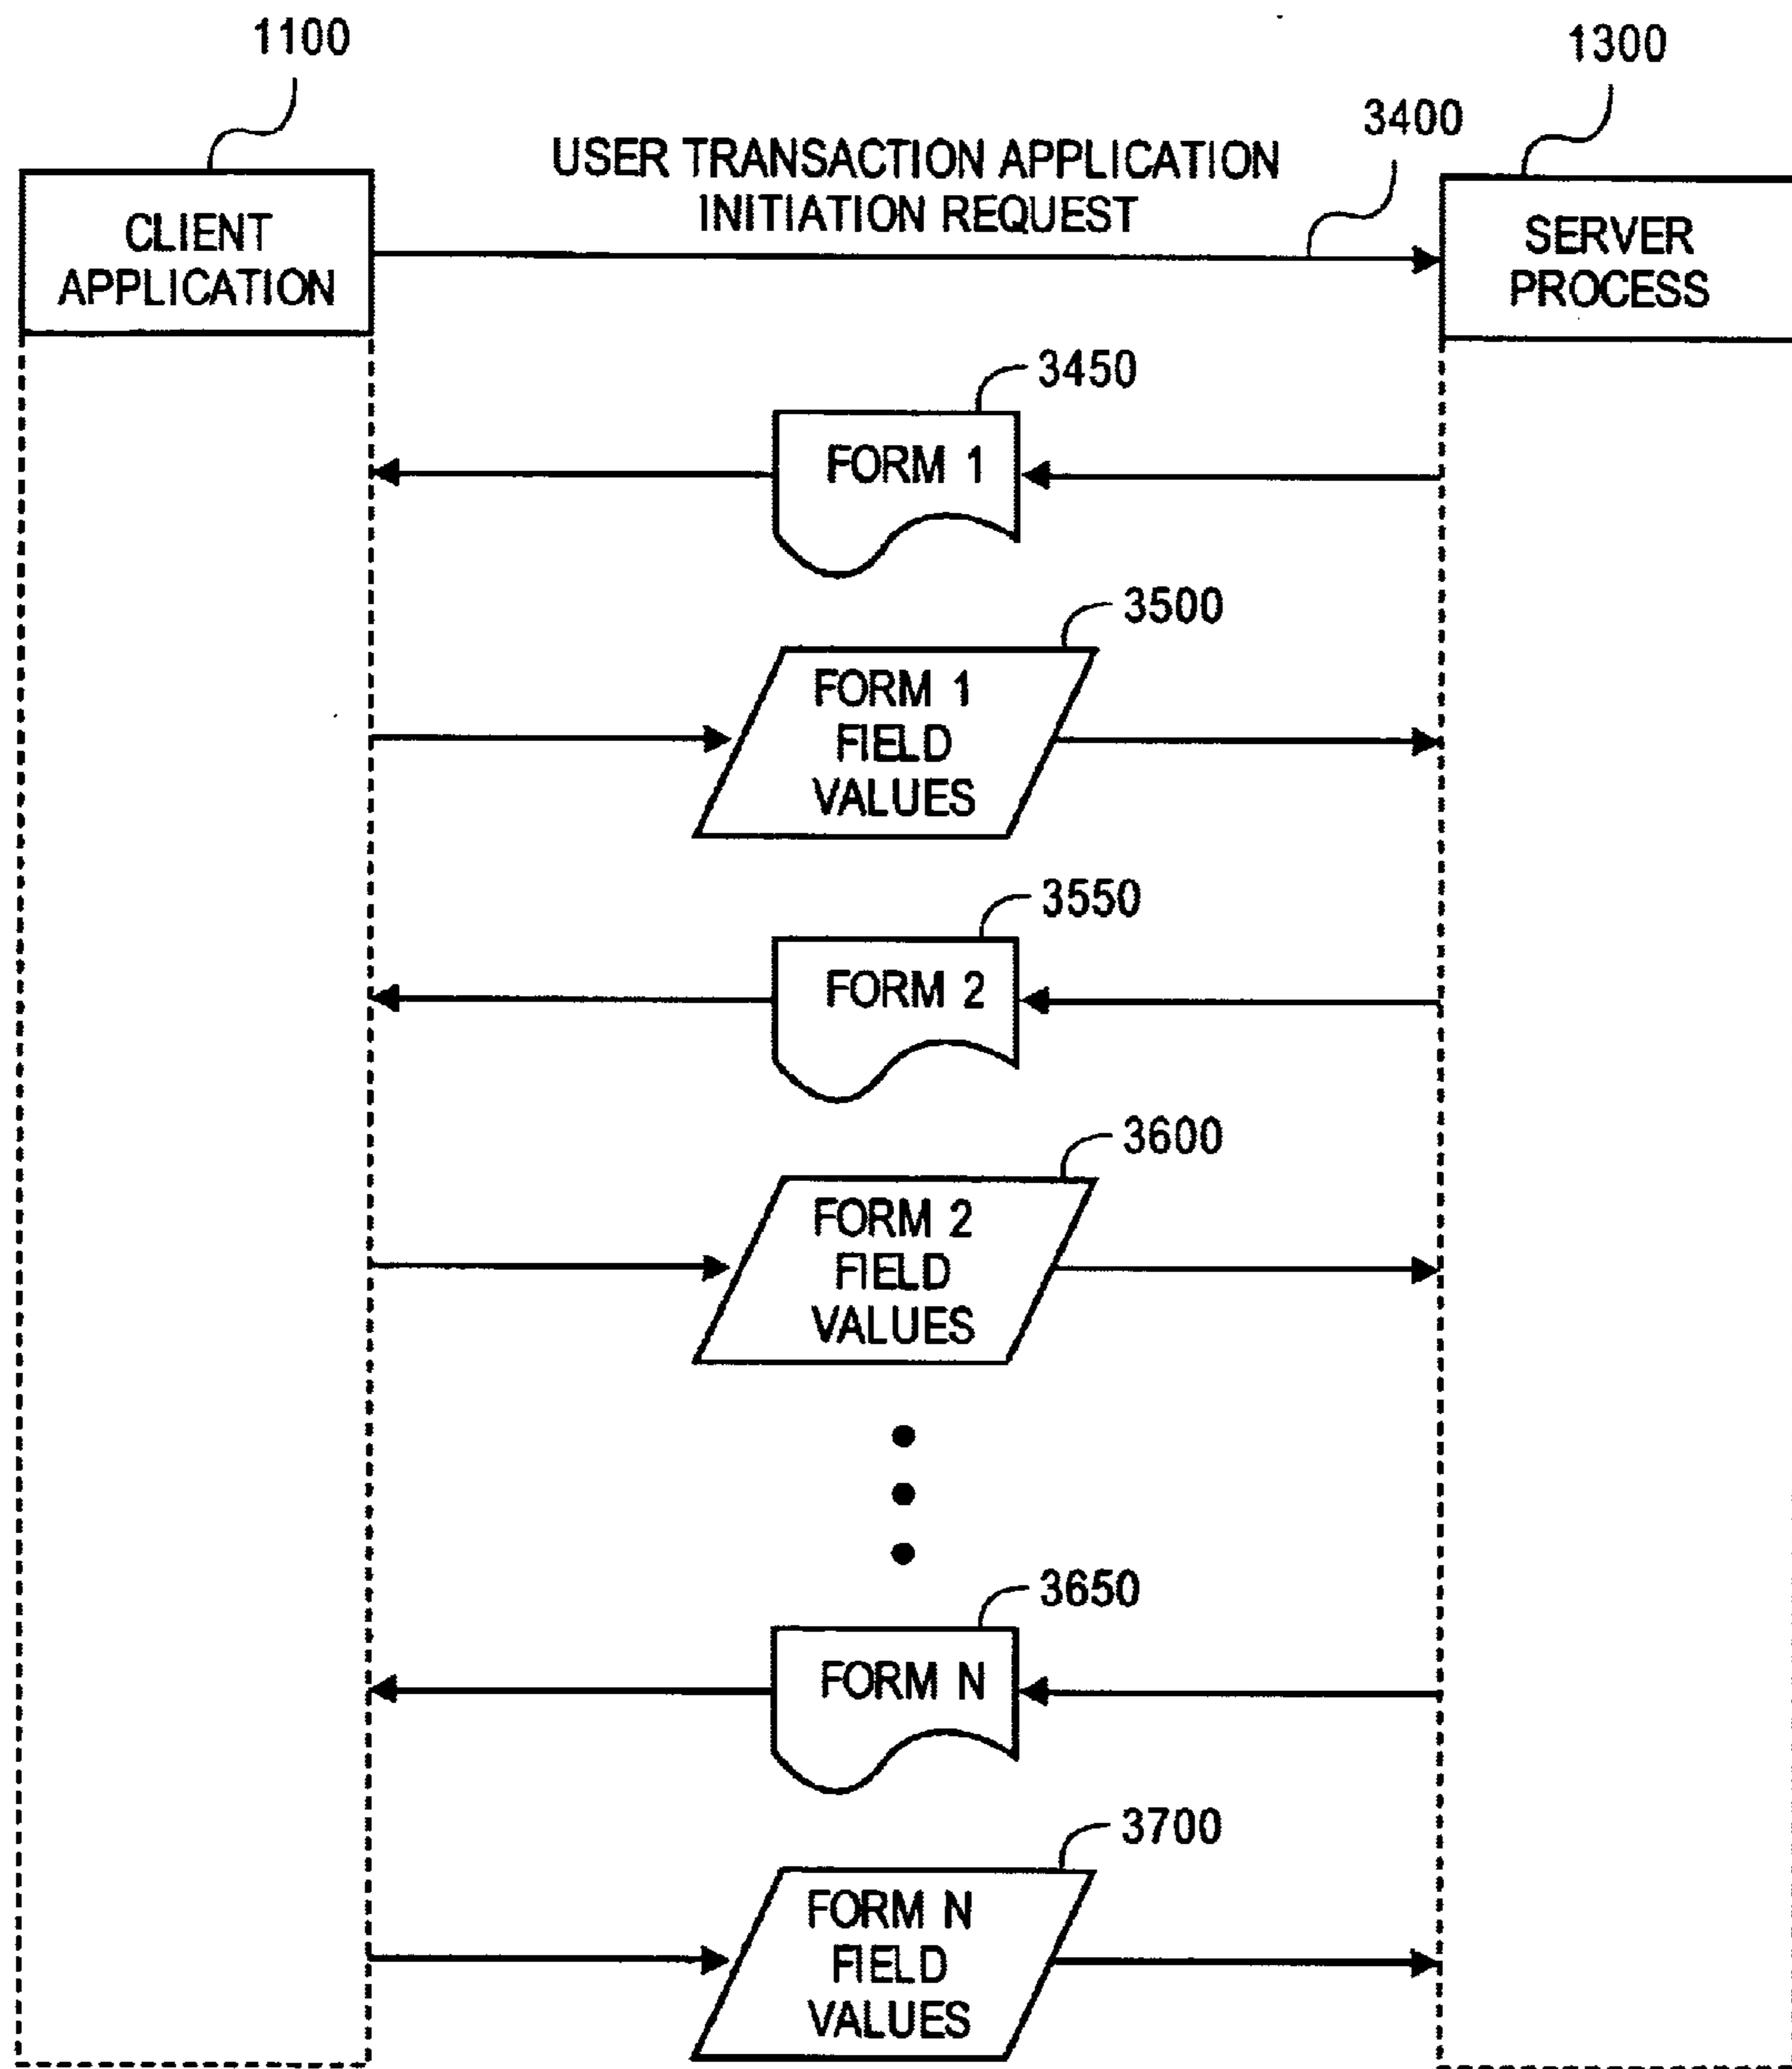 1100
1300
3400
USER TRANSACTION APPLICATION
INITIATION REQUEST
CLIENT
APPLICATION
SERVER
PROCESS
3450
FORM 1
3500
FORM 1
FIELD
VALUES
3550
FORM 2
3600
FORM 2
FIELD
VALUES
3650
FORM N
3700
FORM N
FIELD
VALUES